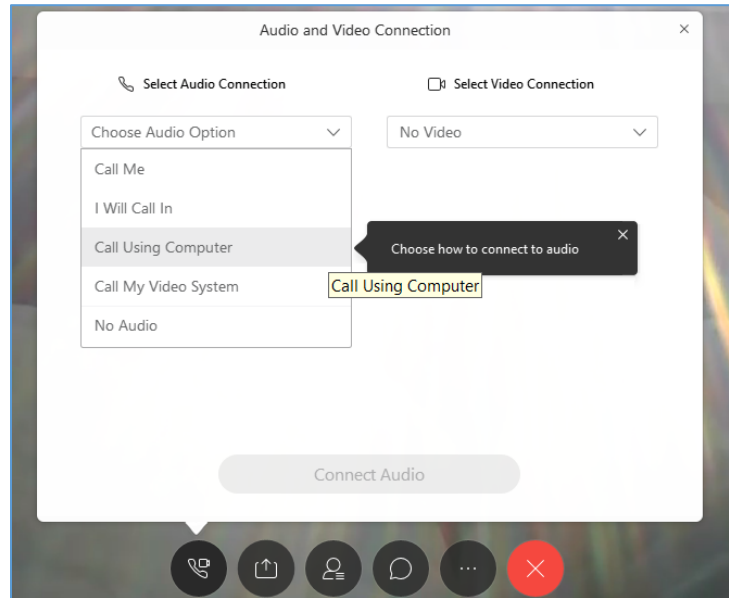 Audio and Video Connection
Select Audio Connection
Select Video Connection
Choose Audio Option
No Video
Call Me
I Will Call In
Call Using Computer
Choose how to connect to audio
Call Using Computer
Call My Video System
No Audio
Connect Audio